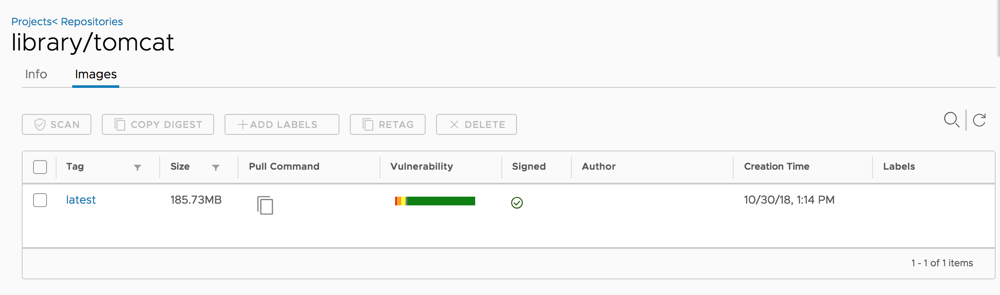 Projects< Repositories
library/tomcat
Info Images
SCAN COPY DIGEST +ADD LABELS RETAG DELETE
Tag Size Pull Command Vulnerability Signed Author Creation Time Labels
latest 185.73MB 10/30/18, 1:14 PM
1 - 1 of 1 items